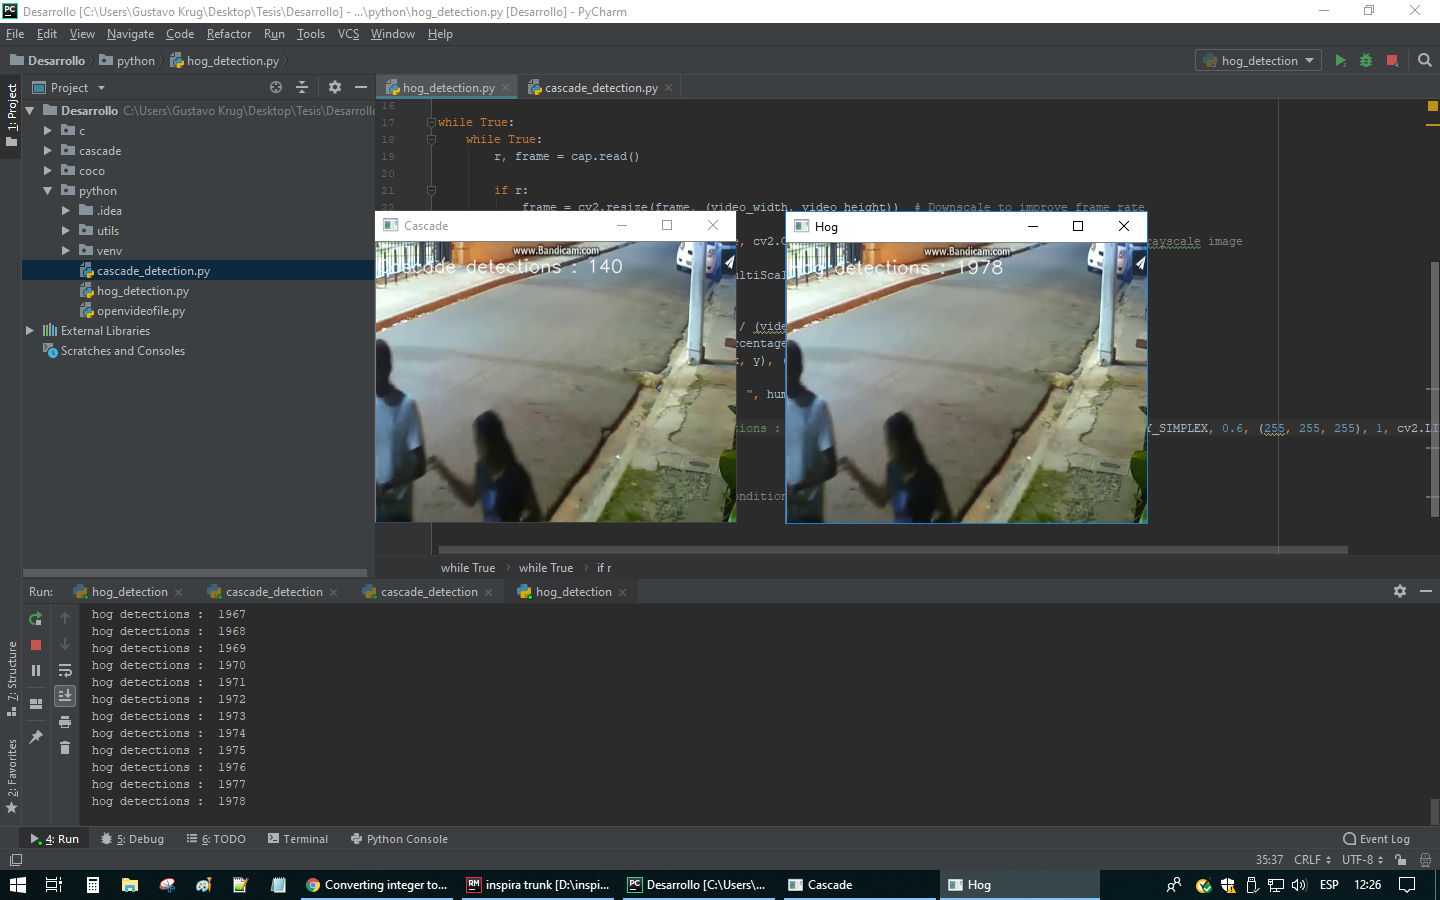 Desarrollo [C:\Users\Gustavo Krug\Desktop\Tesis\Desarrollo] - ...\python\hog_detection.py [Desarrollo] - PyCharm
File Edit View Navigate Code Refactor Run Tools VCS Window Help
Desarrollo python hog_detection.py
hog_detection
1: Project
Project
Desarrollo C:\Users\Gustavo Krug\Desktop\Tesis\Desarroll
c
cascade
coco
python
.idea
utils
venv
cascade_detection.py
hog_detection.py
openvideofile.py
External Libraries
Scratches and Consoles
hog_detection.py cascade_detection.py
16
17 while True:
18 while True:
19 r, frame = cap.read()
20
21 if r:
22 frame = cv2.resize(frame, (video_width, video_height)) # Downscale to improve frame rate
, cv2.
rayscale image
ultiScal
/ (vide
rcentage
, y), (
", hum
tions :
Y_SIMPLEX, 0.6, (255, 255, 255), 1, cv2.LI
ondition
Cascade
www.Bandicam.com
Cascade detections : 140
Hog
www.Bandicam.com
Hog detections : 1978
while True while True if r
Run: hog_detection cascade_detection cascade_detection hog_detection
hog detections : 1967
hog detections : 1968
hog detections : 1969
hog detections : 1970
hog detections : 1971
hog detections : 1972
hog detections : 1973
hog detections : 1974
hog detections : 1975
hog detections : 1976
hog detections : 1977
hog detections : 1978
7: Structure
2: Favorites
4: Run 5: Debug 6: TODO Terminal Python Console Event Log
35:37 CRLF UTF-8
Converting integer to... inspira trunk [D:\inspi... Desarrollo [C:\Users\... Cascade Hog ESP 12:26